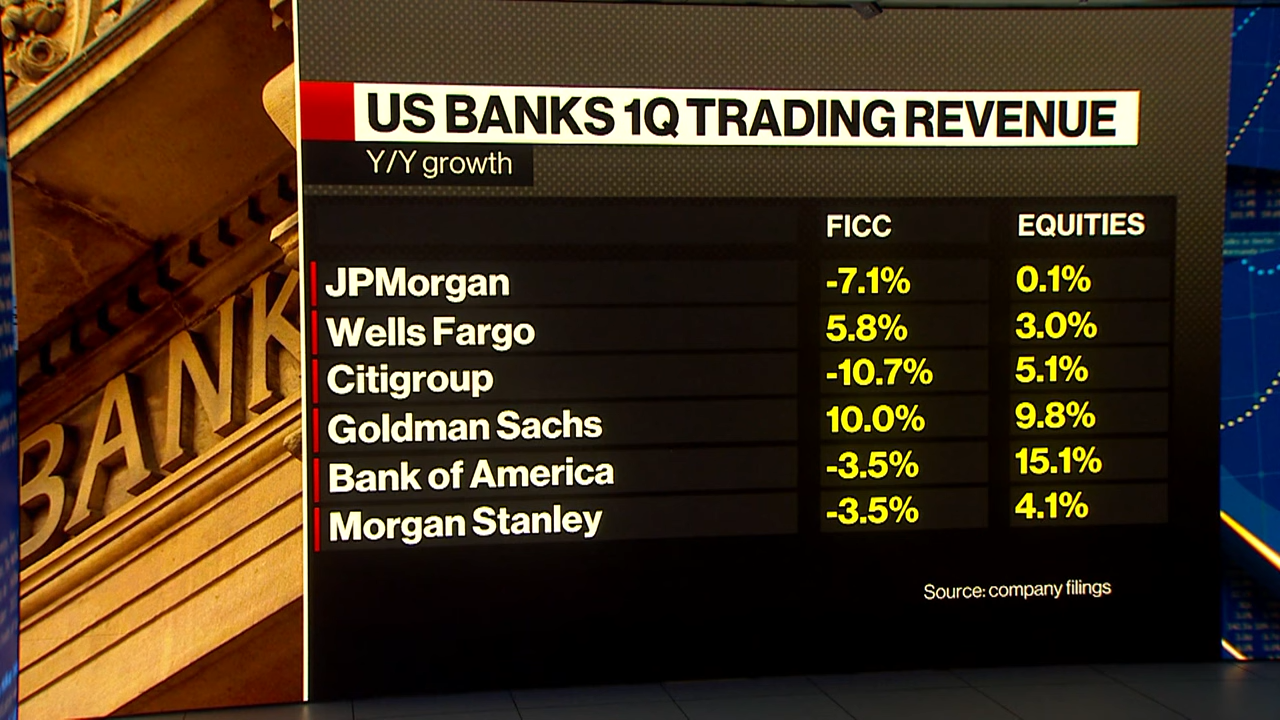 US BANKS 1Q TRADING REVENUE
Y/Y growth
FICC EQUITIES
JPMorgan -7.1% 0.1%
Wells Fargo 5.8% 3.0%
Citigroup -10.7% 5.1%
Goldman Sachs 10.0% 9.8%
Bank of America -3.5% 15.1%
Morgan Stanley -3.5% 4.1%
Source: company filings
BANK